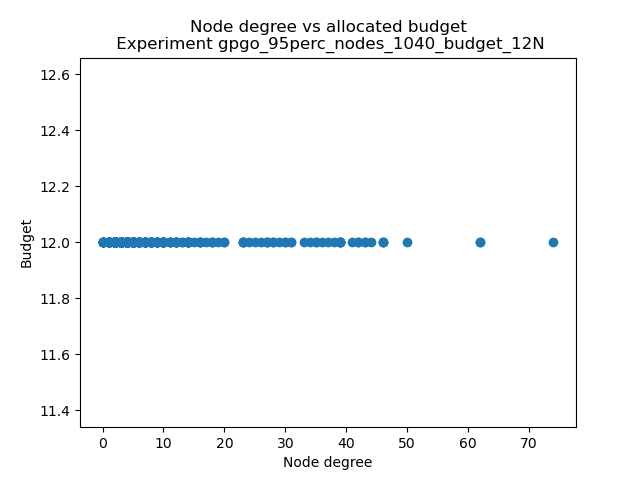 Node degree vs allocated budget
Experiment gpgo_95perc_nodes_1040_budget_12N
12.6
12.4
12.2
12.0
11.8
11.6
11.4
Budget
0 10 20 30 40 50 60 70
Node degree